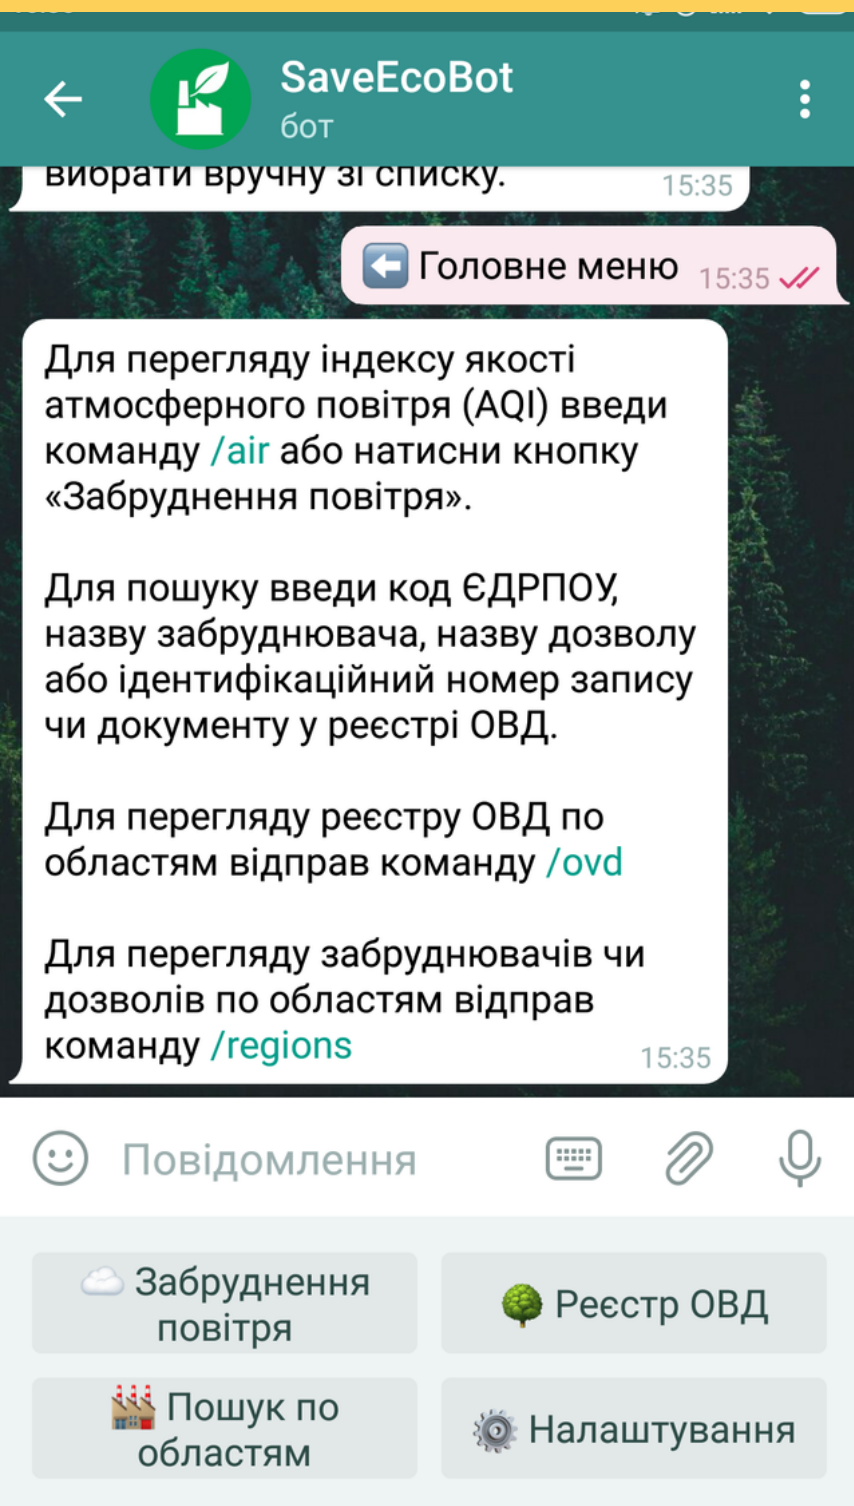 SaveEcoBot
бот
вибрати вручну зі списку.
15:35
Головне меню 15:35
Для перегляду індексу якості
атмосферного повітря (AQI) введи
команду /air або натисни кнопку
«Забруднення повітря».
Для пошуку введи код ЄДРПОУ,
назву забруднювача, назву дозволу
або ідентифікаційний номер запису
чи документу у реєстрі ОВД.
Для перегляду реєстру ОВД по
областям відправ команду /ovd
Для перегляду забруднювачів чи
дозволів по областям відправ
команду /regions
15:35
Повідомлення
Забруднення
повітря
Реєстр ОВД
Пошук по
областям
Налаштування